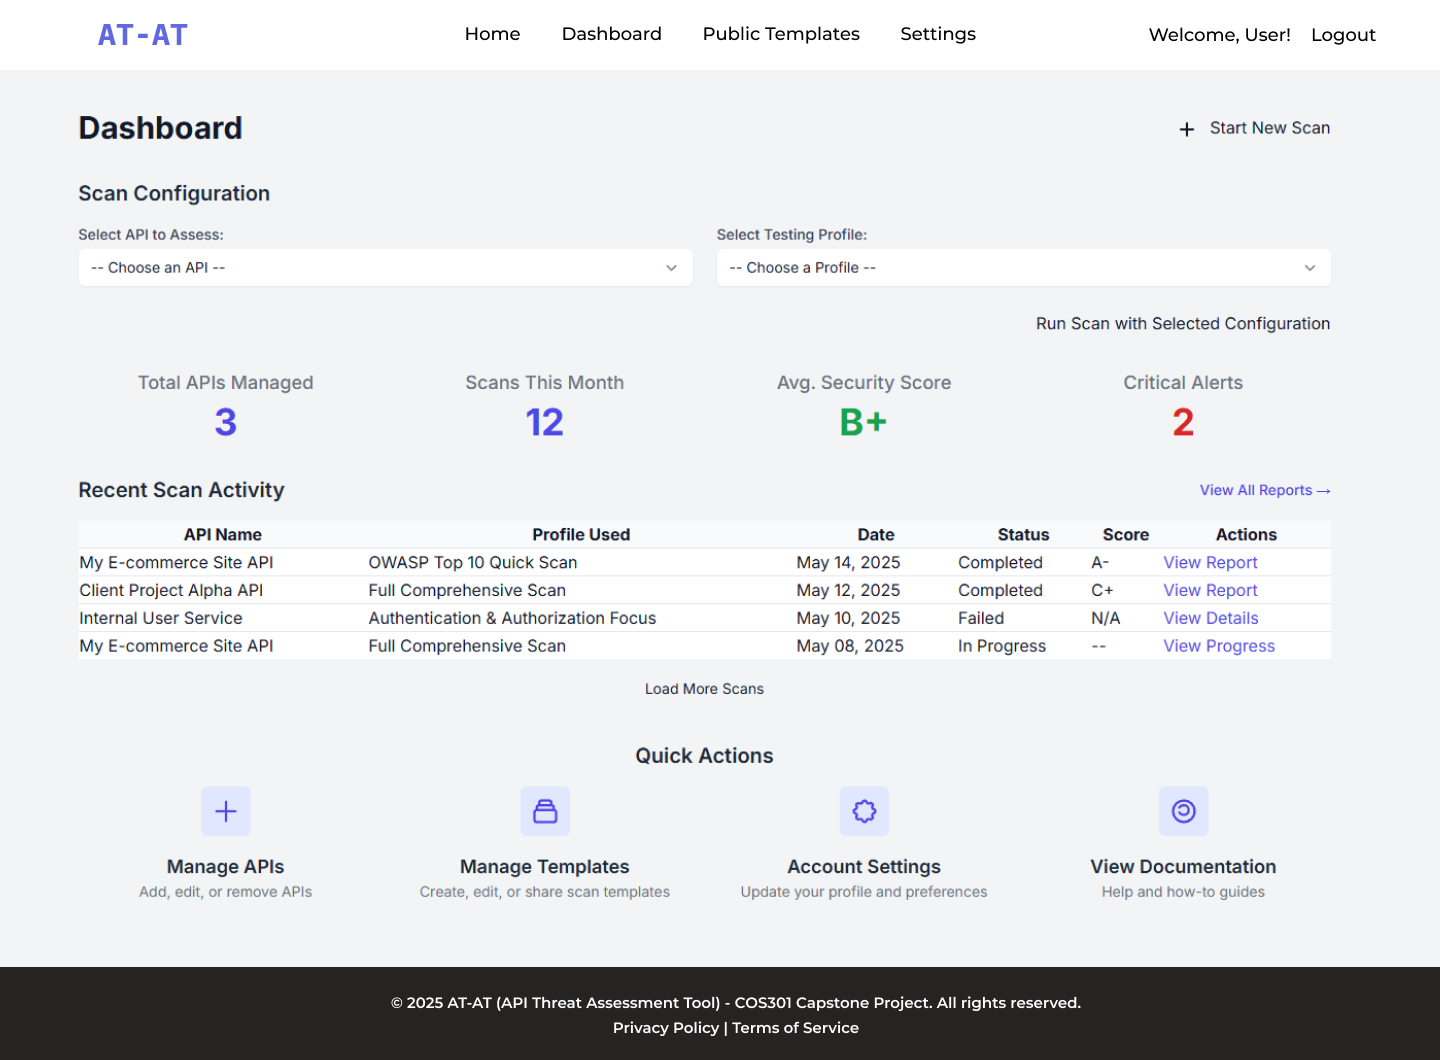 AT-AT
Home Dashboard Public Templates Settings
Welcome, User! Logout
Dashboard
+ Start New Scan
Scan Configuration
Select API to Assess:
-- Choose an API --
Select Testing Profile:
-- Choose a Profile --
Run Scan with Selected Configuration
Total APIs Managed
3
Scans This Month
12
Avg. Security Score
B+
Critical Alerts
2
Recent Scan Activity
View All Reports →
API Name Profile Used Date Status Score Actions
My E-commerce Site API OWASP Top 10 Quick Scan May 14, 2025 Completed A- View Report
Client Project Alpha API Full Comprehensive Scan May 12, 2025 Completed C+ View Report
Internal User Service Authentication & Authorization Focus May 10, 2025 Failed N/A View Details
My E-commerce Site API Full Comprehensive Scan May 08, 2025 In Progress -- View Progress
Load More Scans
Quick Actions
Manage APIs
Add, edit, or remove APIs
Manage Templates
Create, edit, or share scan templates
Account Settings
Update your profile and preferences
View Documentation
Help and how-to guides
© 2025 AT-AT (API Threat Assessment Tool) - COS301 Capstone Project. All rights reserved.
Privacy Policy | Terms of Service